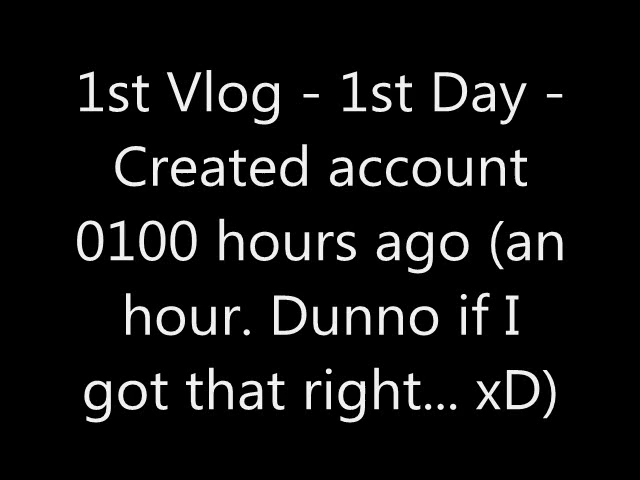 1st Vlog - 1st Day -
Created account
0100 hours ago (an
hour. Dunno if I
got that right... xD)